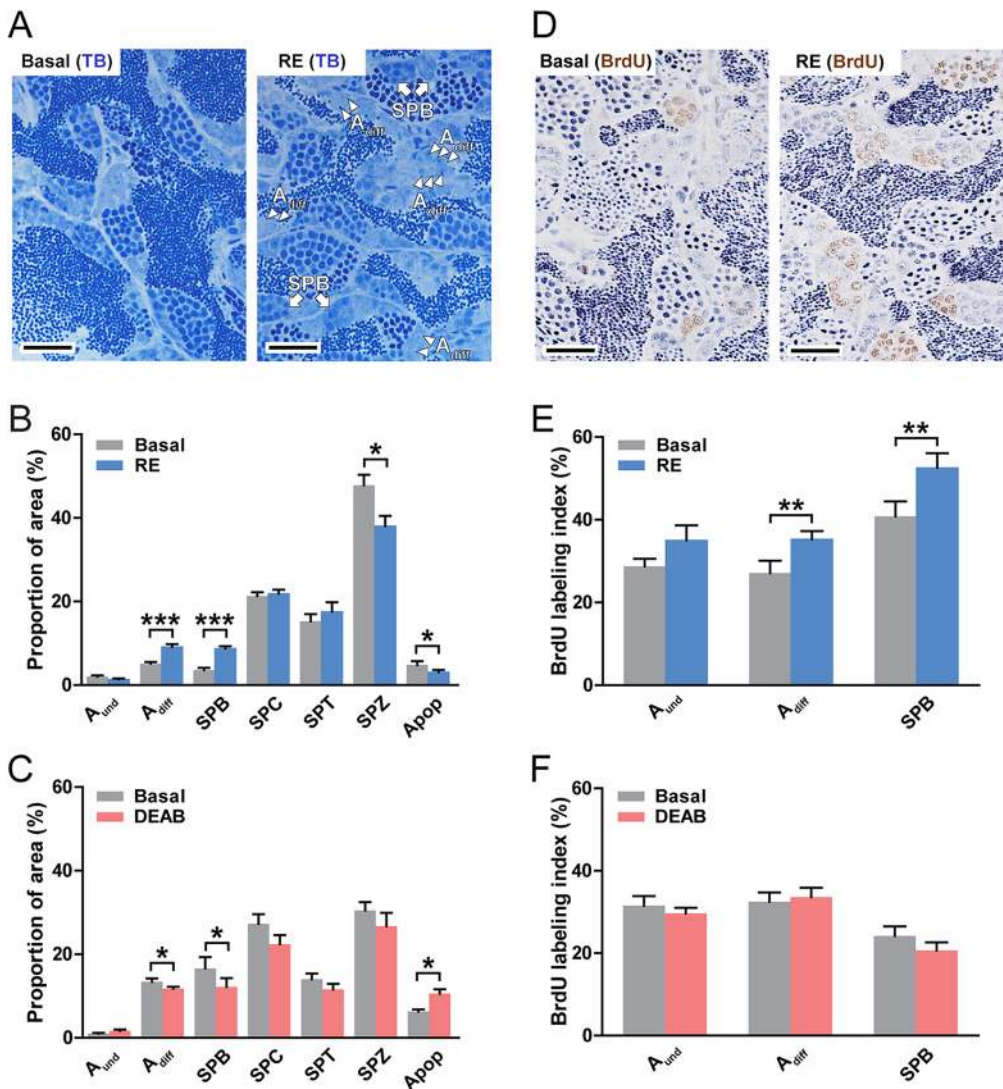 A
Basal (TB)
RE (TB)
SPB
A diff
A diff
A diff
A diff
SPB
A diff
D
Basal (BrdU)
RE (BrdU)
B
Proportion of area (%)
60
40
20
0
Basal
RE
***
***
*
*
A und
A diff
SPB
SPC
SPT
SPZ
Apop
E
BrdU labeling index (%)
60
40
20
0
Basal
RE
**
**
A und
A diff
SPB
C
Proportion of area (%)
60
40
20
0
Basal
DEAB
*
*
*
A und
A diff
SPB
SPC
SPT
SPZ
Apop
F
BrdU labeling index (%)
60
40
20
0
Basal
DEAB
A und
A diff
SPB